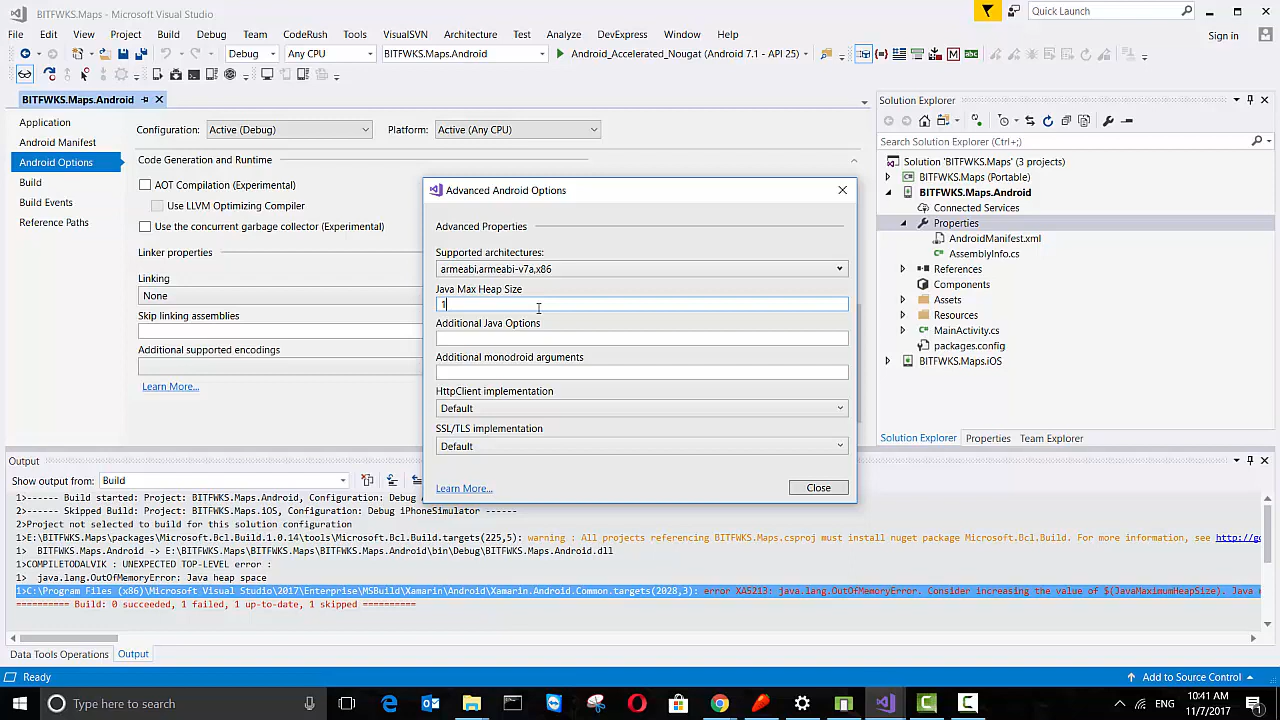 BITFWKS.Maps - Microsoft Visual Studio
Quick Launch
File Edit View Project Build Debug Team CodeRush Tools VisualSVN Architecture Test DevExpress Analyze Window Help
Sign in
Debug Any CPU BITFWKS.Maps.Android Android_Accelerated_Nougat (Android 7.1 - API 25)
BITFWKS.Maps.Android
Application
Android Manifest
Android Options
Build
Build Events
Reference Paths
Configuration: Active (Debug) Platform: Active (Any CPU)
Code Generation and Runtime
AOT Compilation (Experimental)
Use LLVM Optimizing Compiler
Use the concurrent garbage collector (Experimental)
Linker properties
Linking
None
Skip linking assemblies
Additional supported encodings
Learn More...
Advanced Android Options
Advanced Properties
Supported architectures:
armeabi,armeabi-v7a,x86
Java Max Heap Size
1
Additional Java Options
Additional monodroid arguments
HttpClient implementation
Default
SSL/TLS implementation
Default
Learn More...
Close
Solution Explorer
Search Solution Explorer (Ctrl+;)
Solution 'BITFWKS.Maps' (3 projects)
BITFWKS.Maps (Portable)
BITFWKS.Maps.Android
Connected Services
Properties
AndroidManifest.xml
AssemblyInfo.cs
References
Components
Assets
Resources
MainActivity.cs
packages.config
BITFWKS.Maps.iOS
Solution Explorer Properties Team Explorer
Output
Show output from: Build
1>------ Build started: Project: BITFWKS.Maps.Android, Configuration: Debug
2>------ Skipped Build: Project: BITFWKS.Maps.iOS, Configuration: Debug iPhoneSimulator ------
2>Project not selected to build for this solution configuration
1>E:\BITFWKS\Maps\packages\Microsoft.Bcl.Build.1.0.14\tools\Microsoft.Bcl.Build.targets(225,5): warning : All projects referencing BITFWKS.Maps.csproj must install nuget package Microsoft.Bcl.Build. For more information, see http://go
1> BITFWKS.Maps.Android -> E:\BITFWKS\Maps\Maps\Maps\Maps.Android\bin\Debug\BITFWKS.Maps.Android.dll
1>COMPILETODALVIK : UNEXPECTED TOP-LEVEL error :
1> java.lang.OutOfMemoryError: Java heap space
1>C:\Program Files (x86)\Microsoft Visual Studio\2017\Enterprise\MSBuild\Xamarin\Android\Xamarin.Android.Common.targets(2028,3): error XA5213: java.lang.OutOfMemoryError. Consider increasing the value of $(JavaMaximumHeapSize). Java
========== Build: 0 succeeded, 1 failed, 1 up-to-date, 1 skipped ==========
Data Tools Operations Output
Ready
Add to Source Control
Type here to search
ENG
10:41 AM
11/7/2017